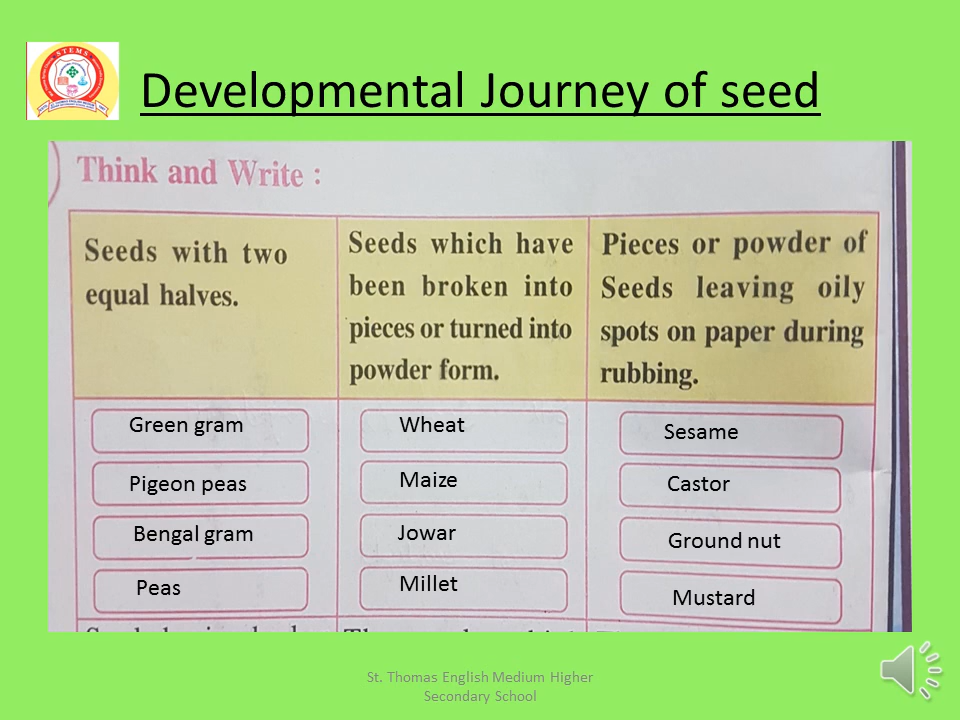 STEMS
Developmental Journey of seed
Think and Write :
Seeds with two
equal halves.
Seeds which have
been broken into
pieces or turned into
powder form.
Pieces or powder of
Seeds leaving oily
spots on paper during
rubbing.
Green gram
Wheat
Sesame
Pigeon peas
Maize
Castor
Bengal gram
Jowar
Ground nut
Peas
Millet
Mustard
St. Thomas English Medium Higher
Secondary School